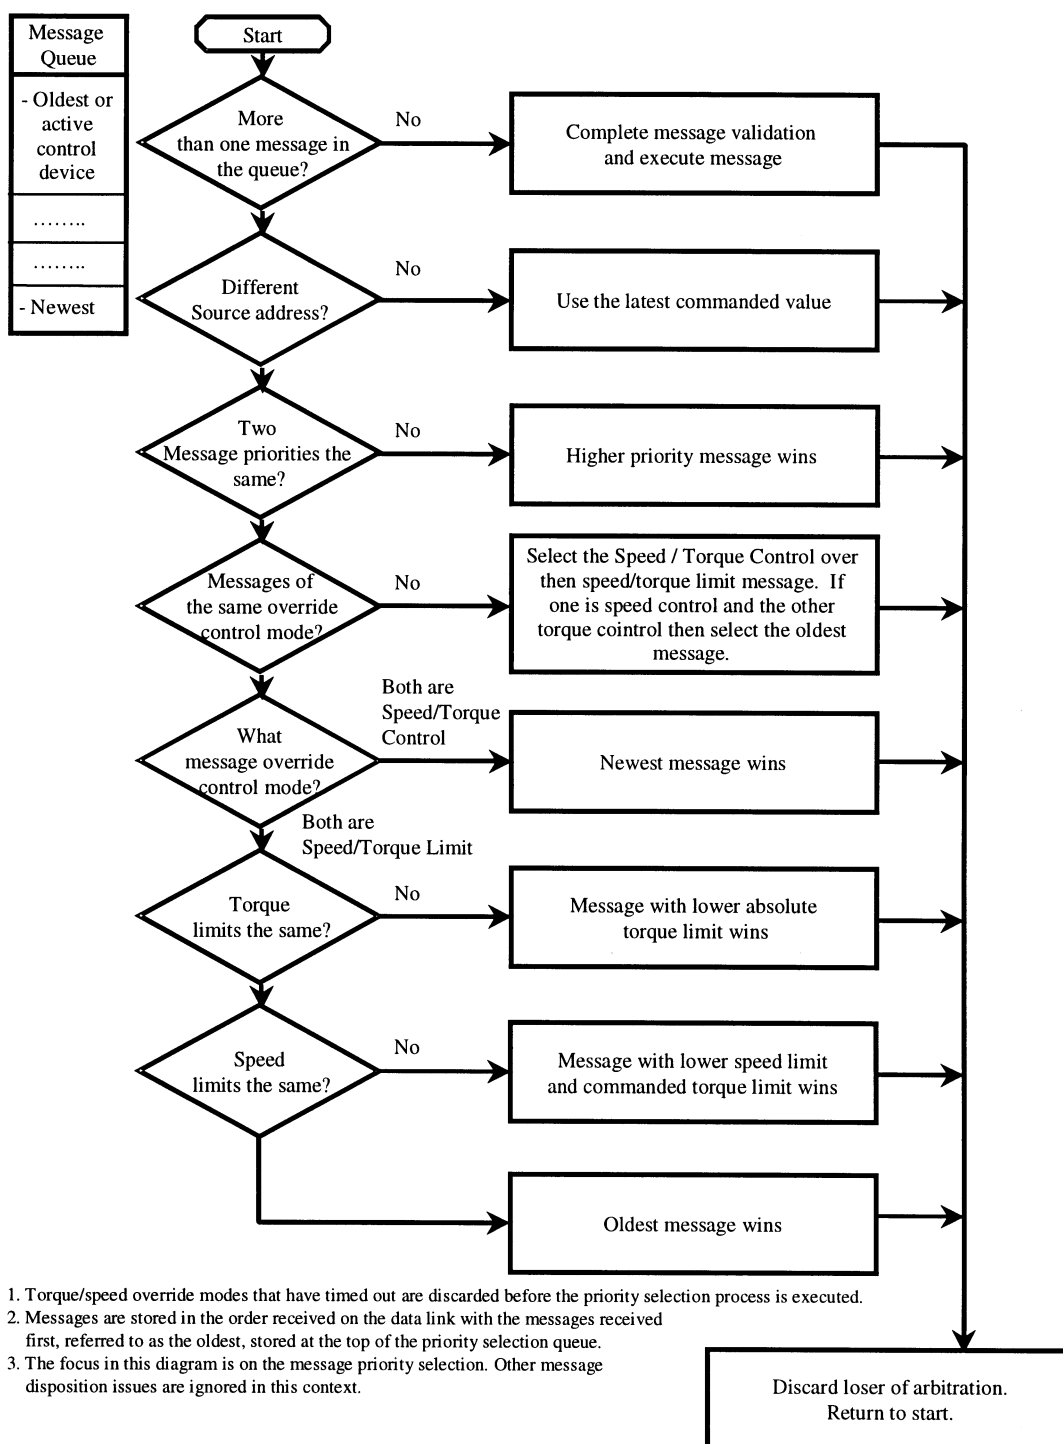 Message
Queue
- Oldest or
active
control
device
........
........
- Newest
Start
More
than one message in
the queue?
No
Complete message validation
and execute message
Different
Source address?
No
Use the latest commanded value
Two
Message priorities the
same?
No
Higher priority message wins
Messages of
the same override
control mode?
No
Select the Speed / Torque Control over
then speed/torque limit message. If
one is speed control and the other
torque cointrol then select the oldest
message.
What
message override
control mode?
Both are
Speed/Torque
Control
Newest message wins
Both are
Speed/Torque Limit
Torque
limits the same?
No
Message with lower absolute
torque limit wins
Speed
limits the same?
No
Message with lower speed limit
and commanded torque limit wins
Oldest message wins
1. Torque/speed override modes that have timed out are discarded before the priority selection process is executed.
2. Messages are stored in the order received on the data link with the messages received
first, referred to as the oldest, stored at the top of the priority selection queue.
3. The focus in this diagram is on the message priority selection. Other message
disposition issues are ignored in this context.
Discard loser of arbitration.
Return to start.